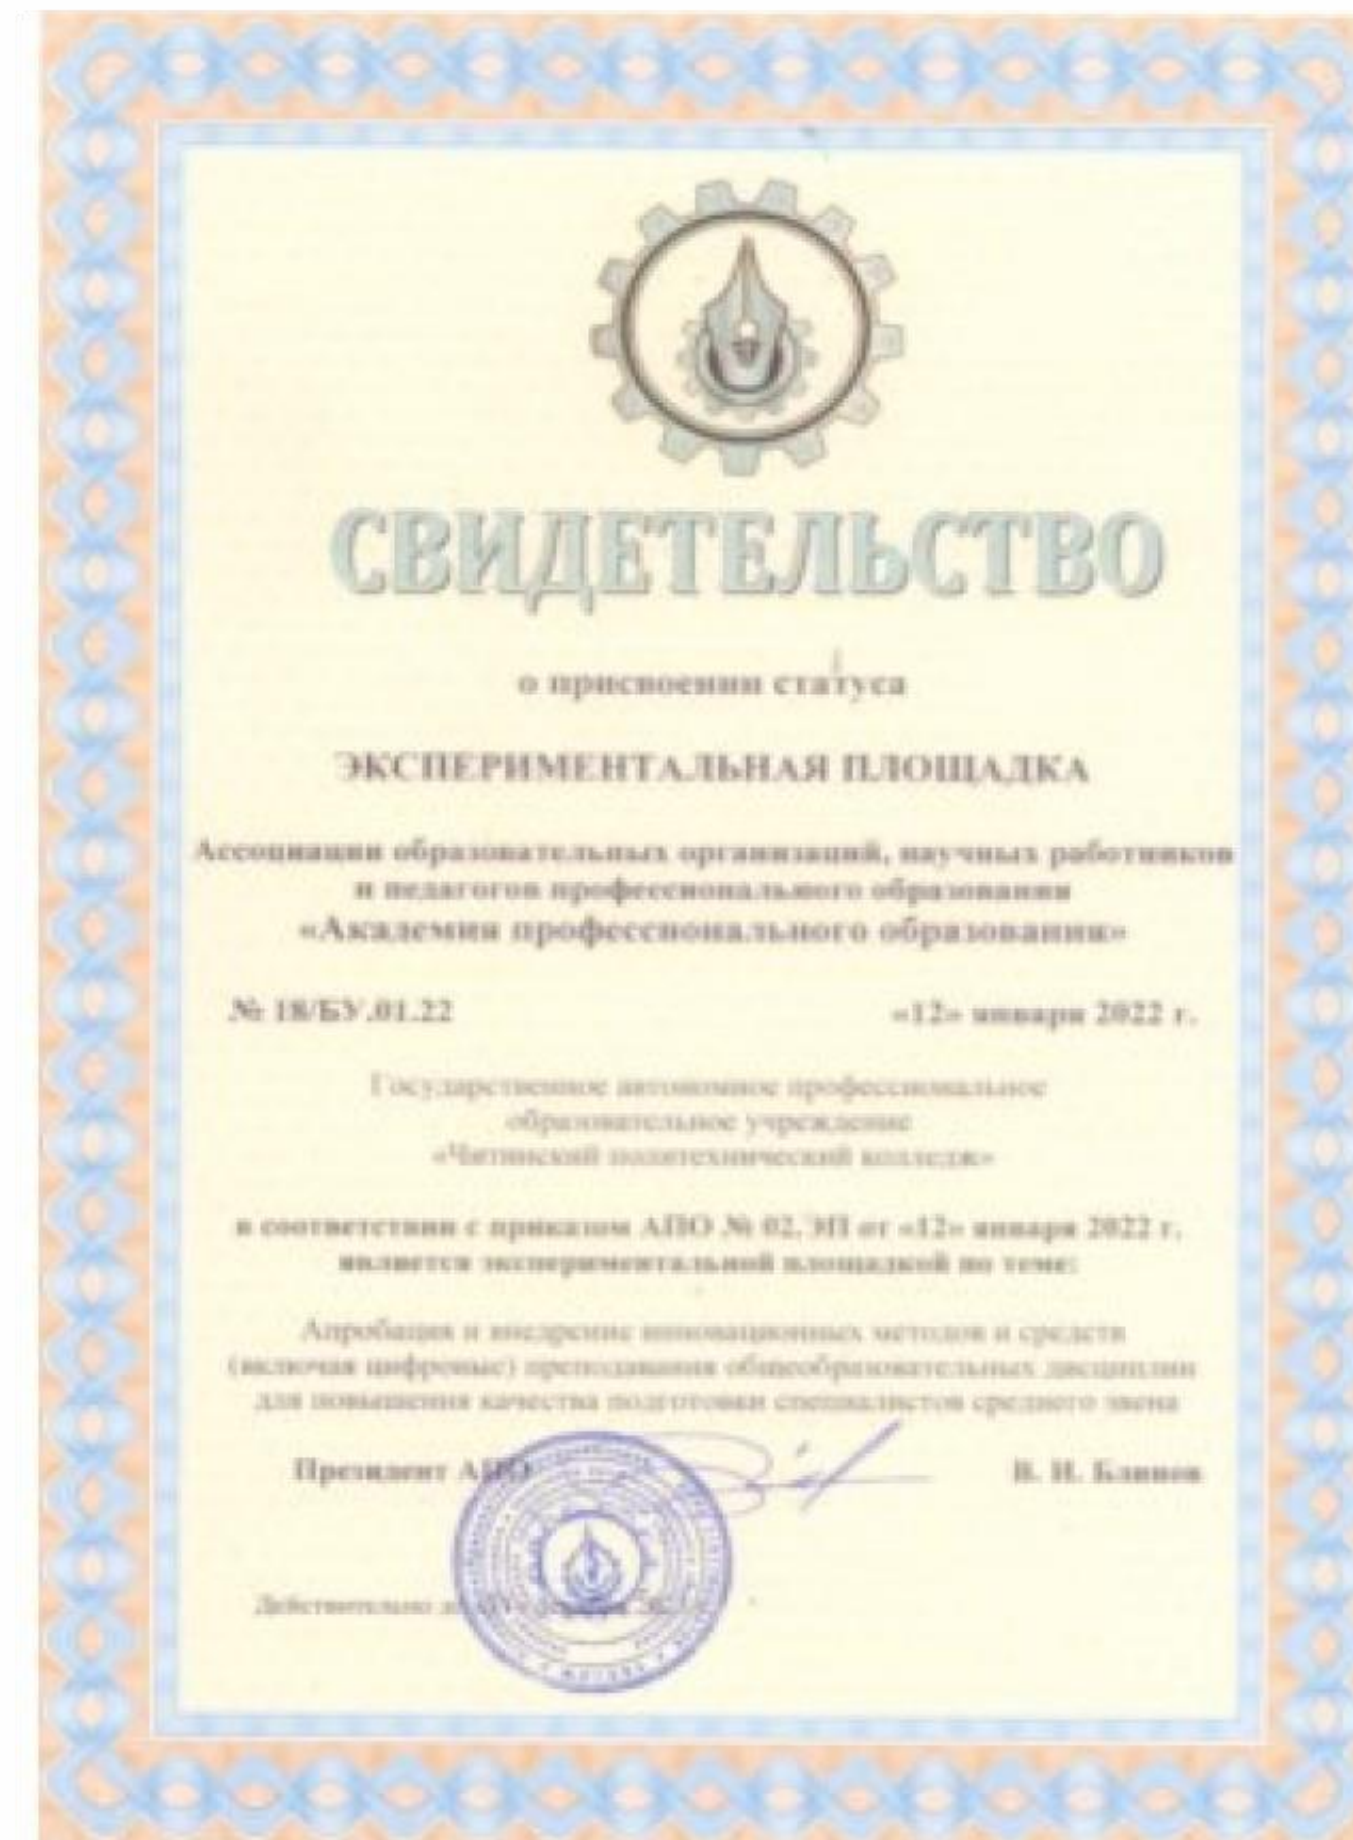 СВИДЕТЕЛЬСТВО
о присвоении статуса
ЭКСПЕРИМЕНТАЛЬНАЯ ПЛОЩАДКА
Ассоциации образовательных организаций, научных работников
и педагогов профессионального образования
«Академия профессионального образования»
№ 18/БУ.01.22 «12» января 2022 г.
Государственное автономное профессиональное
образовательное учреждение
«Читинский политехнический колледж»
в соответствии с приказом АПО № 02/ЭП от «12» января 2022 г.
является экспериментальной площадкой по теме:
Апробация и внедрение инновационных методов и средств
(включая цифровые) преподавания общеобразовательных дисциплин
для повышения качества подготовки специалистов среднего звена
Президент АПО В. И. Блинов
Действительно до
МОСКВА